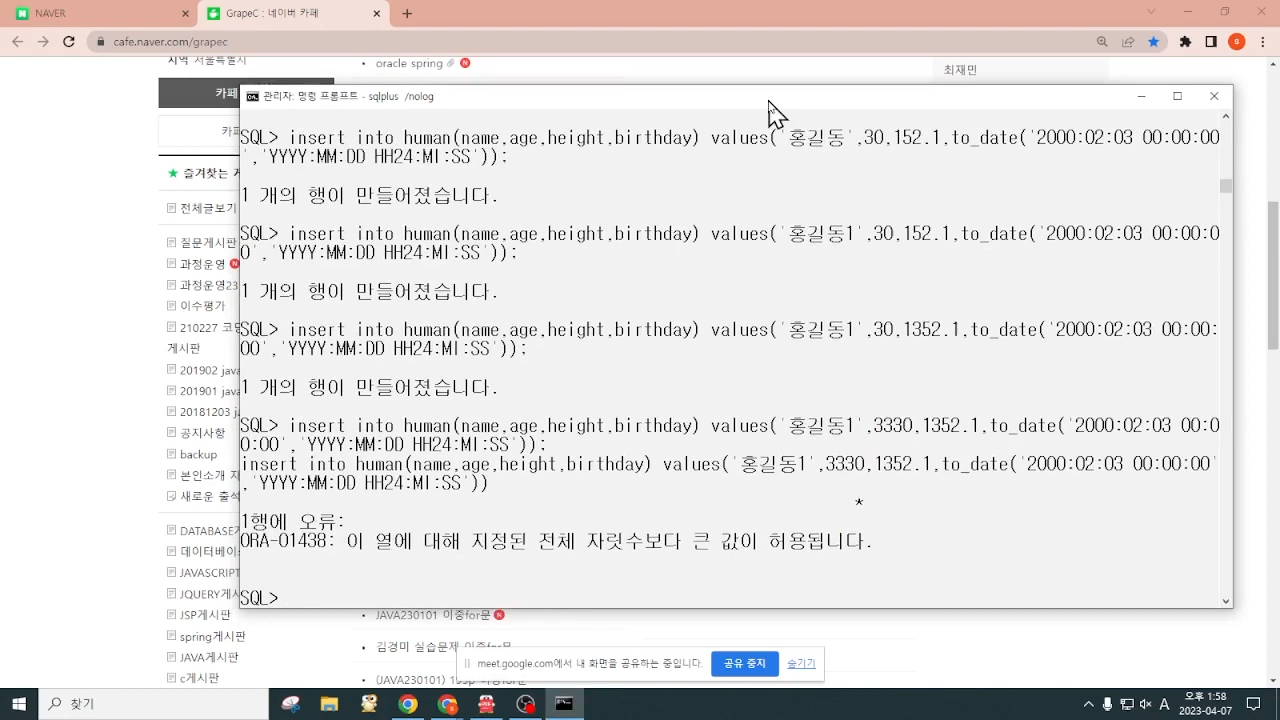 NAVER
GrapeC : 네이버 카페
cafe.naver.com/grapec
지역 서울특별시
oracle spring
최재민
관리자: 명령 프롬프트 - sqlplus /nolog
즐겨찾는
전체글보기
질문게시판
과정운영
과정운영23
이수평가
210227
게시판
201902 java
201901 java
20181203
공지사항
backup
본인소개
새로운 출석
DATABASE
데이터베이스
JAVASCRIPT
JQUERY게시
JSP게시판
spring게시판
JAVA게시판
c게시판
SQL> insert into human(name,age,height,birthday) values('홍길동',30,152.1,to_date('2000:02:03 00:00:00
','YYYY:MM:DD HH24:MI:SS'));
1 개의 행이 만들어졌습니다.
SQL> insert into human(name,age,height,birthday) values('홍길동1',30,152.1,to_date('2000:02:03 00:00:0
0','YYYY:MM:DD HH24:MI:SS'));
1 개의 행이 만들어졌습니다.
SQL> insert into human(name,age,height,birthday) values('홍길동1',30,1352.1,to_date('2000:02:03 00:00:
00','YYYY:MM:DD HH24:MI:SS'));
1 개의 행이 만들어졌습니다.
SQL> insert into human(name,age,height,birthday) values('홍길동1',3330,1352.1,to_date('2000:02:03 00:0
0:00','YYYY:MM:DD HH24:MI:SS'));
insert into human(name,age,height,birthday) values('홍길동1',3330,1352.1,to_date('2000:02:03 00:00:00'
,'YYYY:MM:DD HH24:MI:SS'))
*
1행에 오류:
ORA-01438: 이 열에 대해 지정된 전체 자릿수보다 큰 값이 허용됩니다.
SQL>
JAVA230101 이중for문
김경미 실습문제 이중for문
meet.google.com에서 내 화면을 공유하는 중입니다.
공유 중지
숨기기
찾기
A
오후 1:58
2023-04-07